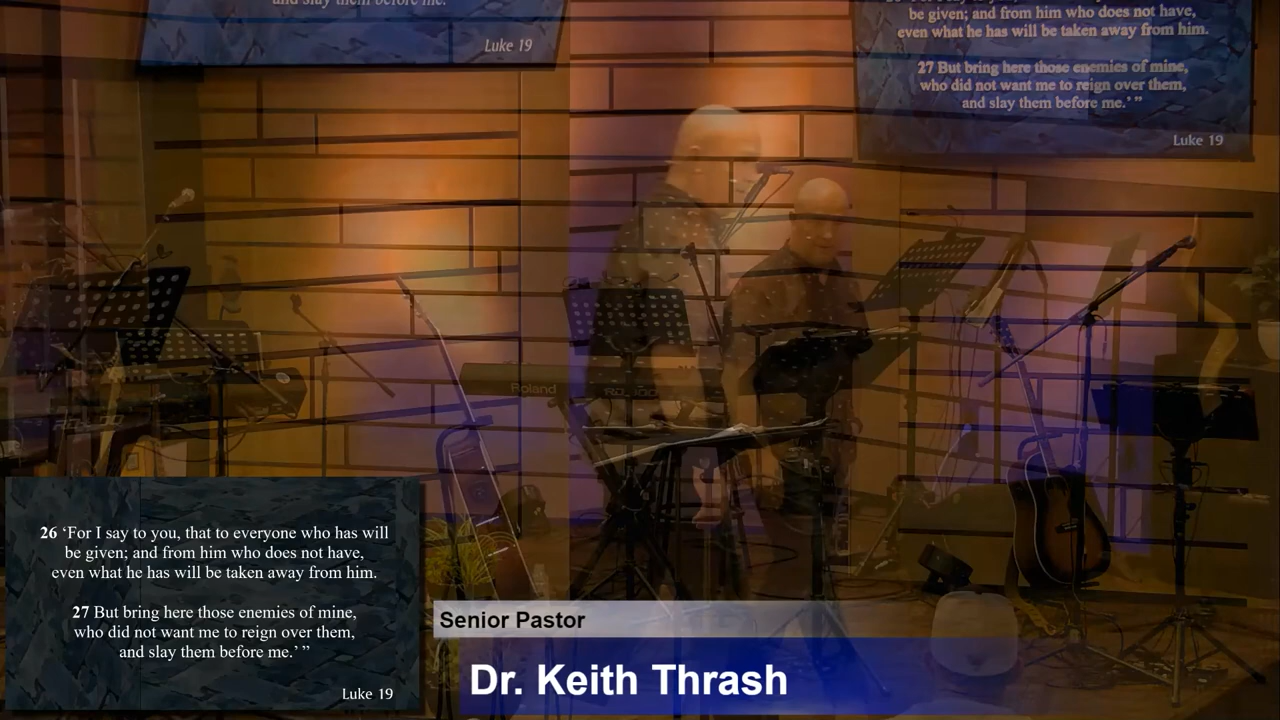 and slay them before me.’
Luke 19
be given; and from him who does not have,
even what he has will be taken away from him.
27 But bring here those enemies of mine,
who did not want me to reign over them,
and slay them before me.’ ”
Luke 19
Roland
26 ‘For I say to you, that to everyone who has will
be given; and from him who does not have,
even what he has will be taken away from him.
27 But bring here those enemies of mine,
who did not want me to reign over them,
and slay them before me.’ ”
Luke 19
Senior Pastor
Dr. Keith Thrash